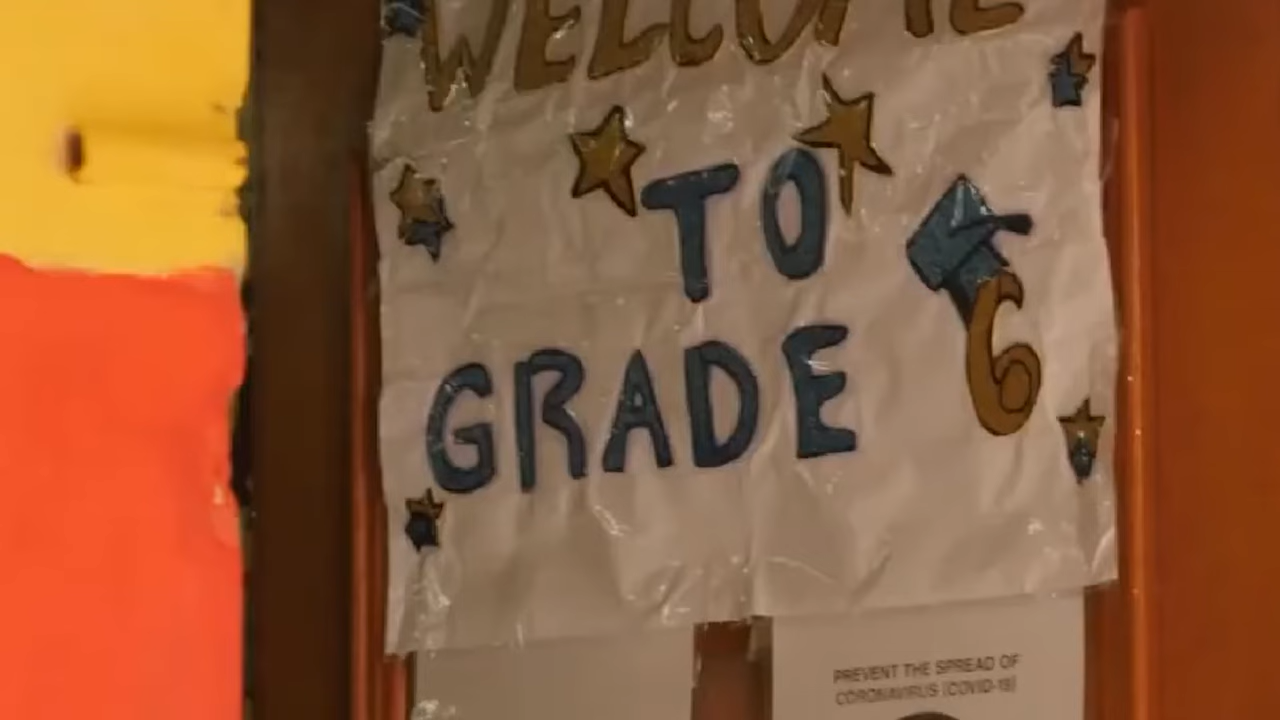 WELCOME
TO
GRADE 6
PREVENT THE SPREAD OF
CORONAVIRUS (COVID-19)